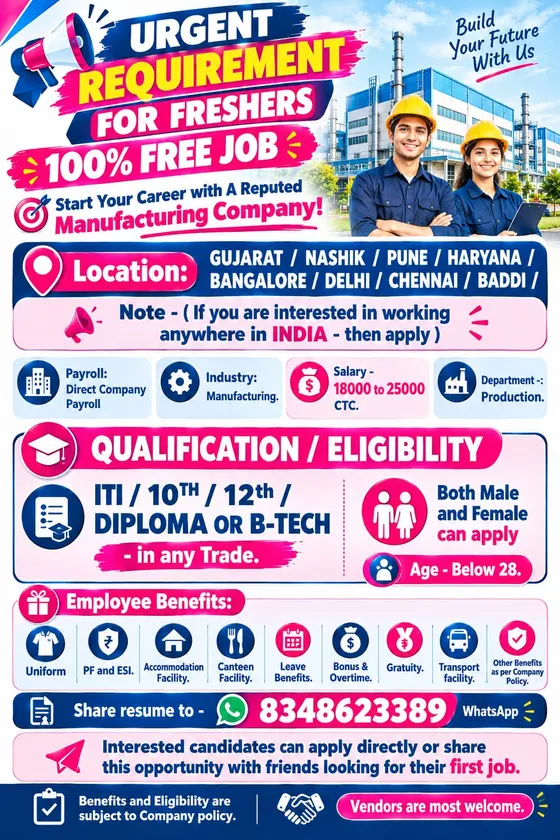 URGENT
REQUIREMENT
FOR FRESHERS
100% FREE JOB
Build
Your Future
With Us
Start Your Career with A Reputed
Manufacturing Company!
Location:
GUJARAT / NASHIK / PUNE / HARYANA /
BANGALORE / DELHI / CHENNAI / BADDI /
Note - ( If you are interested in working
anywhere in INDIA - then apply )
Payroll:
Direct Company
Payroll
Industry:
Manufacturing.
Salary -
18000 to 25000
CTC.
Department -:
Production.
QUALIFICATION / ELIGIBILITY
ITI / 10TH / 12th /
DIPLOMA OR B-TECH
- in any Trade.
Both Male
and Female
can apply
Age - Below 28.
Employee Benefits:
Uniform
PF and ESI.
Accommodation
Facility.
Canteen
Facility.
Leave
Benefits.
Bonus &
Overtime.
Gratuity.
Transport
facility.
Other Benefits
as per Company
Policy.
Share resume to -
8348623389
WhatsApp
Interested candidates can apply directly or share
this opportunity with friends looking for their first job.
Benefits and Eligibility are
subject to Company policy.
Vendors are most welcome.